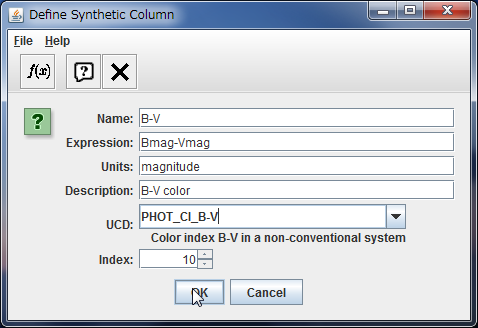 Define Synthetic Column
File Help
f(x)
Name: B-V
Expression: Bmag-Vmag
Units: magnitude
Description: B-V color
UCD: PHOT_CI_B-V
Color index B-V in a non-conventional system
Index: 10
OK Cancel